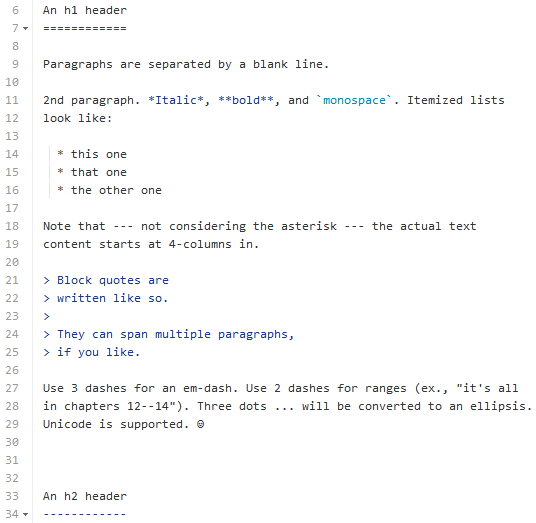 6 An h1 header
7 ============
8
9 Paragraphs are separated by a blank line.
10
11 2nd paragraph. *Italic*, **bold**, and `monospace`. Itemized lists
12 look like:
13
14 * this one
15 * that one
16 * the other one
17
18 Note that --- not considering the asterisk --- the actual text
19 content starts at 4-columns in.
20
21 > Block quotes are
22 > written like so.
23 >
24 > They can span multiple paragraphs,
25 > if you like.
26
27 Use 3 dashes for an em-dash. Use 2 dashes for ranges (ex., "it's all
28 in chapters 12--14"). Three dots ... will be converted to an ellipsis.
29 Unicode is supported. ☺
30
31
32
33 An h2 header
34 ------------